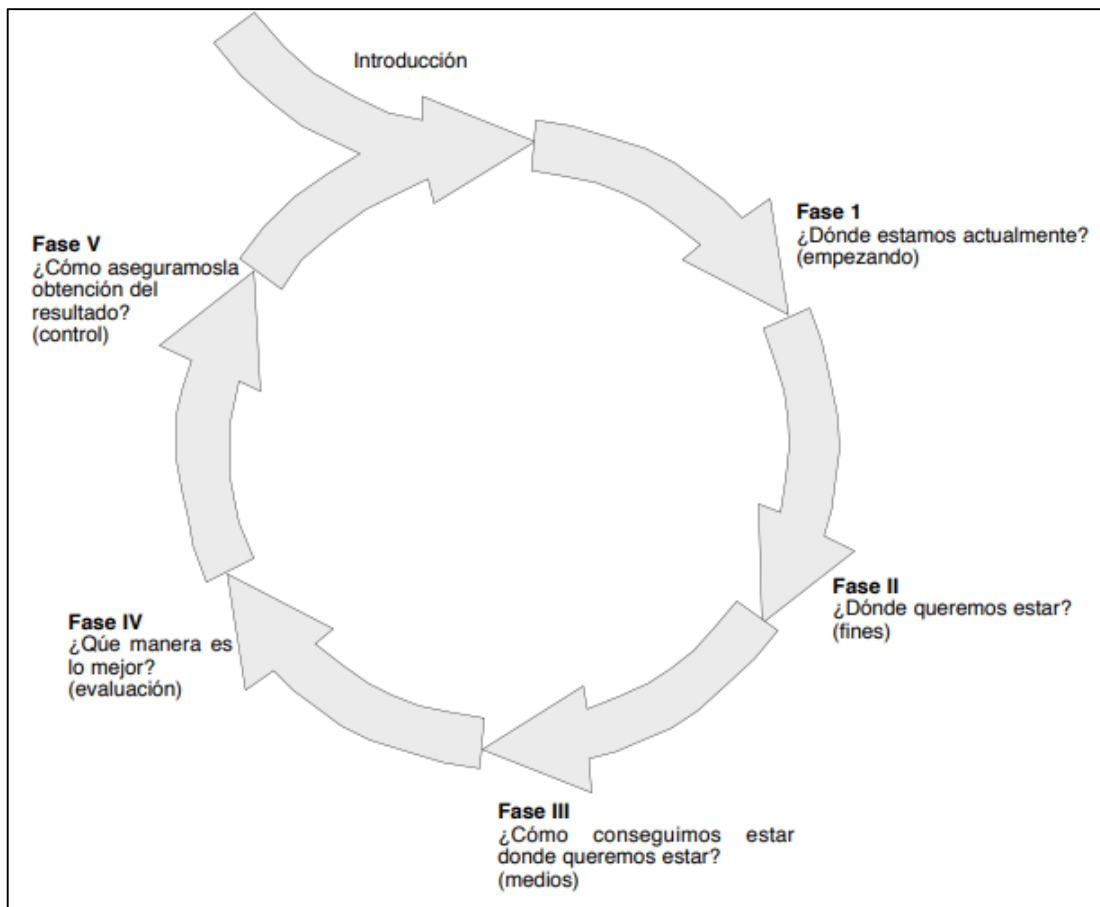 Introducción
Fase 1
¿Dónde estamos actualmente?
(empezando)
Fase II
¿Dónde queremos estar?
(fines)
Fase III
¿Cómo conseguimos estar
donde queremos estar?
(medios)
Fase IV
¿Qúe manera es
lo mejor?
(evaluación)
Fase V
¿Cómo aseguramosla
obtención del
resultado?
(control)